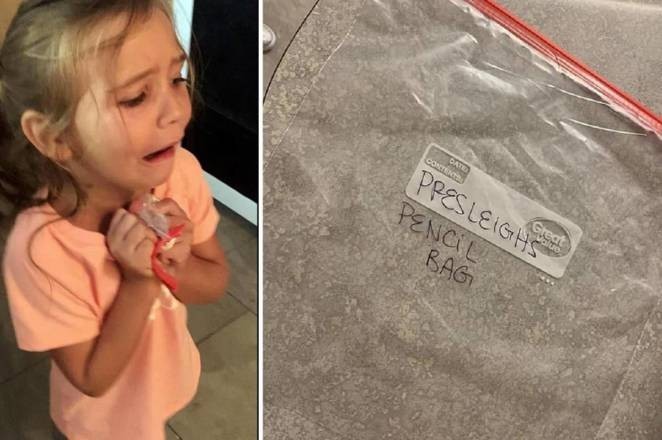 DATE:
CONTENTS:
PRESLEIGHS
Great Value
PENCIL
BAG